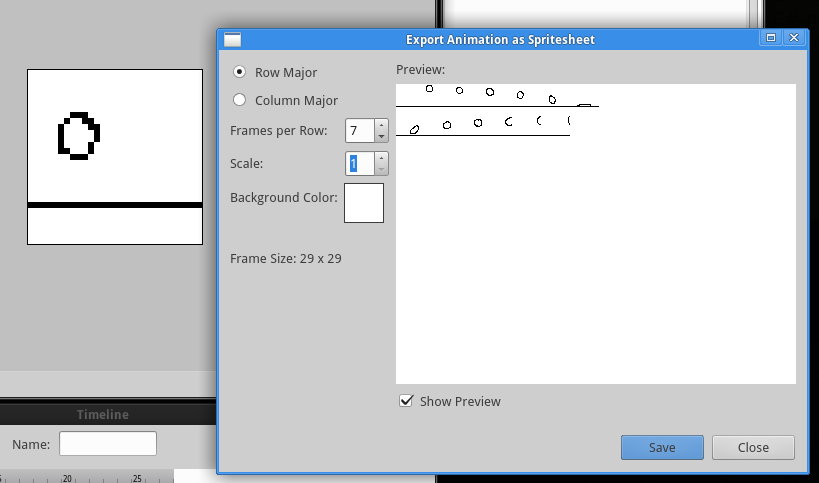 Export Animation as Spritesheet
Row Major
Column Major
Frames per Row: 7
Scale: 1
Background Color:
Frame Size: 29 x 29
Preview:
Show Preview
Save Close
Timeline
Name:
20 25